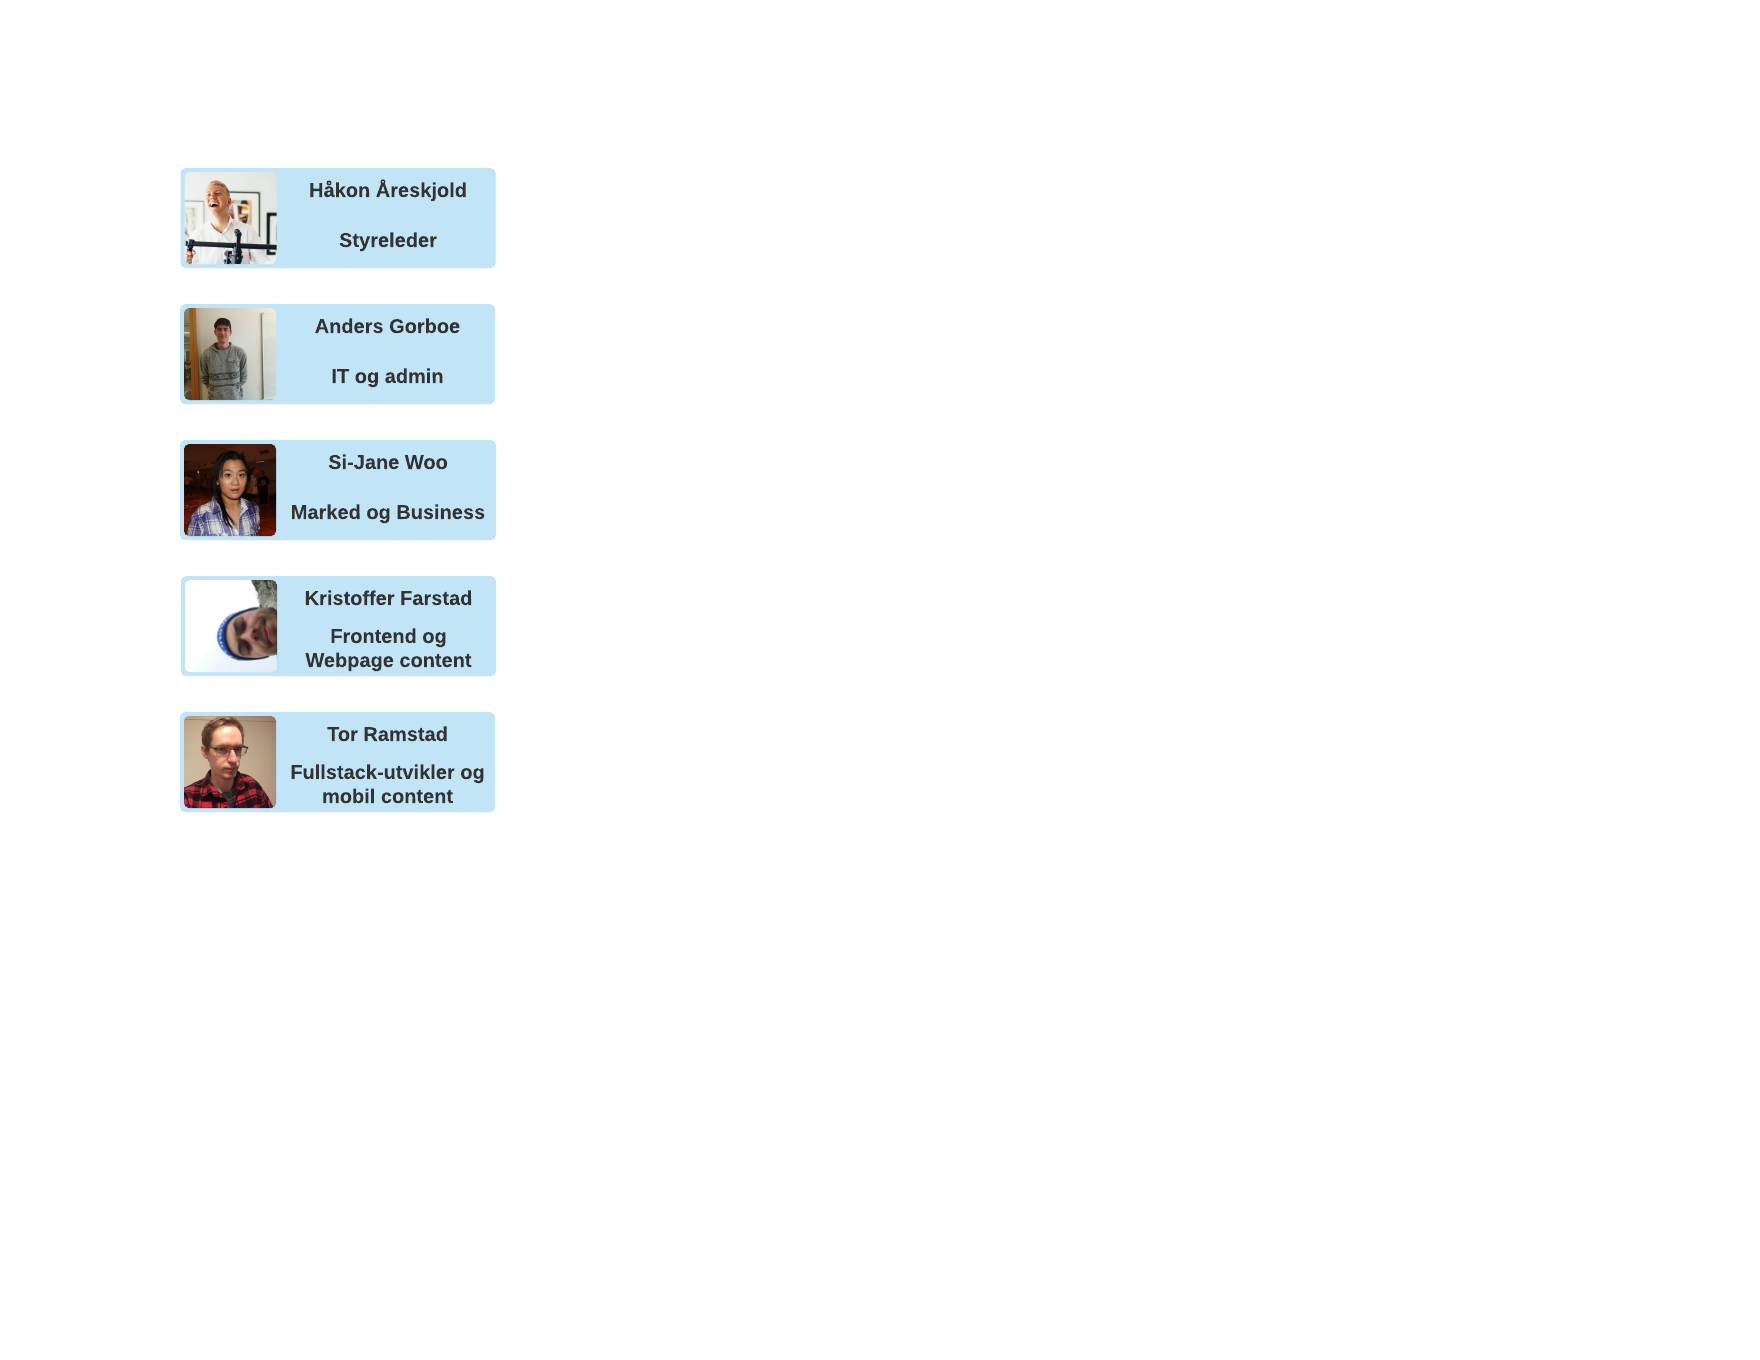 Håkon Åreskjold
Styreleder
Anders Gorboe
IT og admin
Si-Jane Woo
Marked og Business
Kristoffer Farstad
Frontend og
Webpage content
Tor Ramstad
Fullstack-utvikler og
mobil content